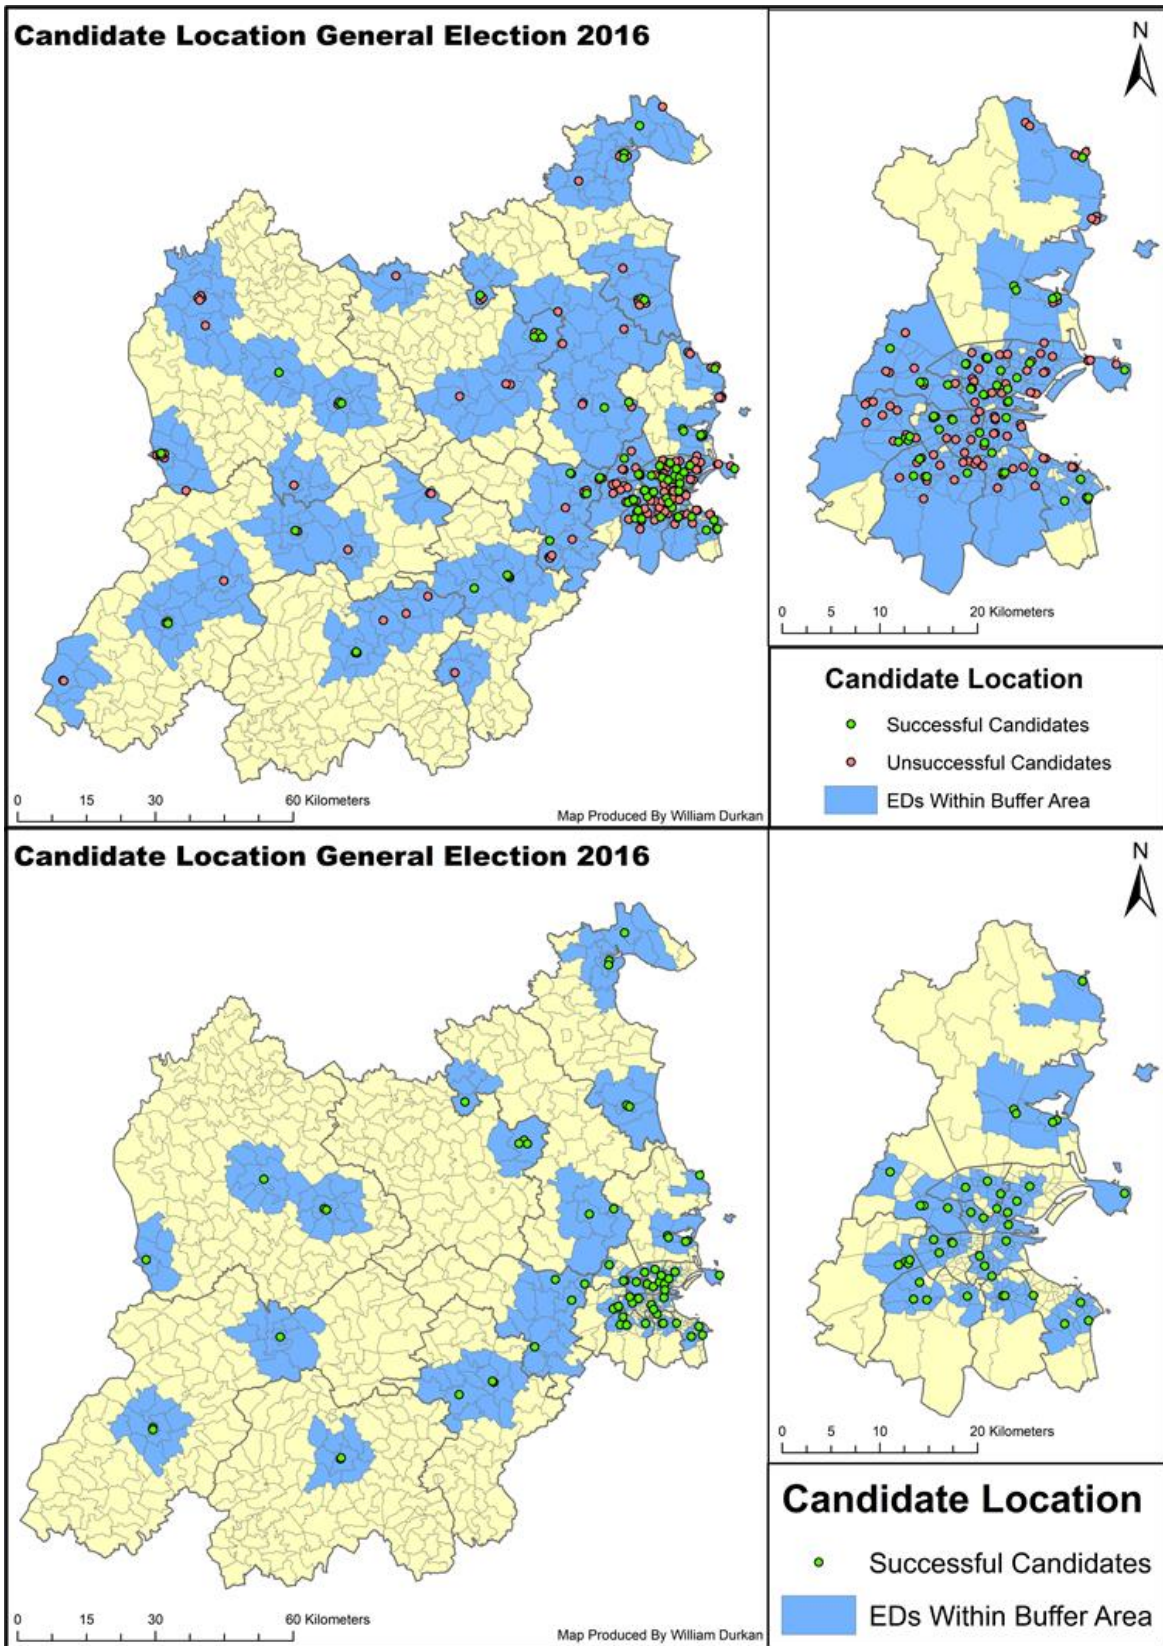 Candidate Location General Election 2016
N
0 5 10 20 Kilometers
Candidate Location
Successful Candidates
Unsuccessful Candidates
EDs Within Buffer Area
0 15 30 60 Kilometers
Map Produced By William Durkan
Candidate Location General Election 2016
N
0 5 10 20 Kilometers
Candidate Location
Successful Candidates
EDs Within Buffer Area
0 15 30 60 Kilometers
Map Produced By William Durkan